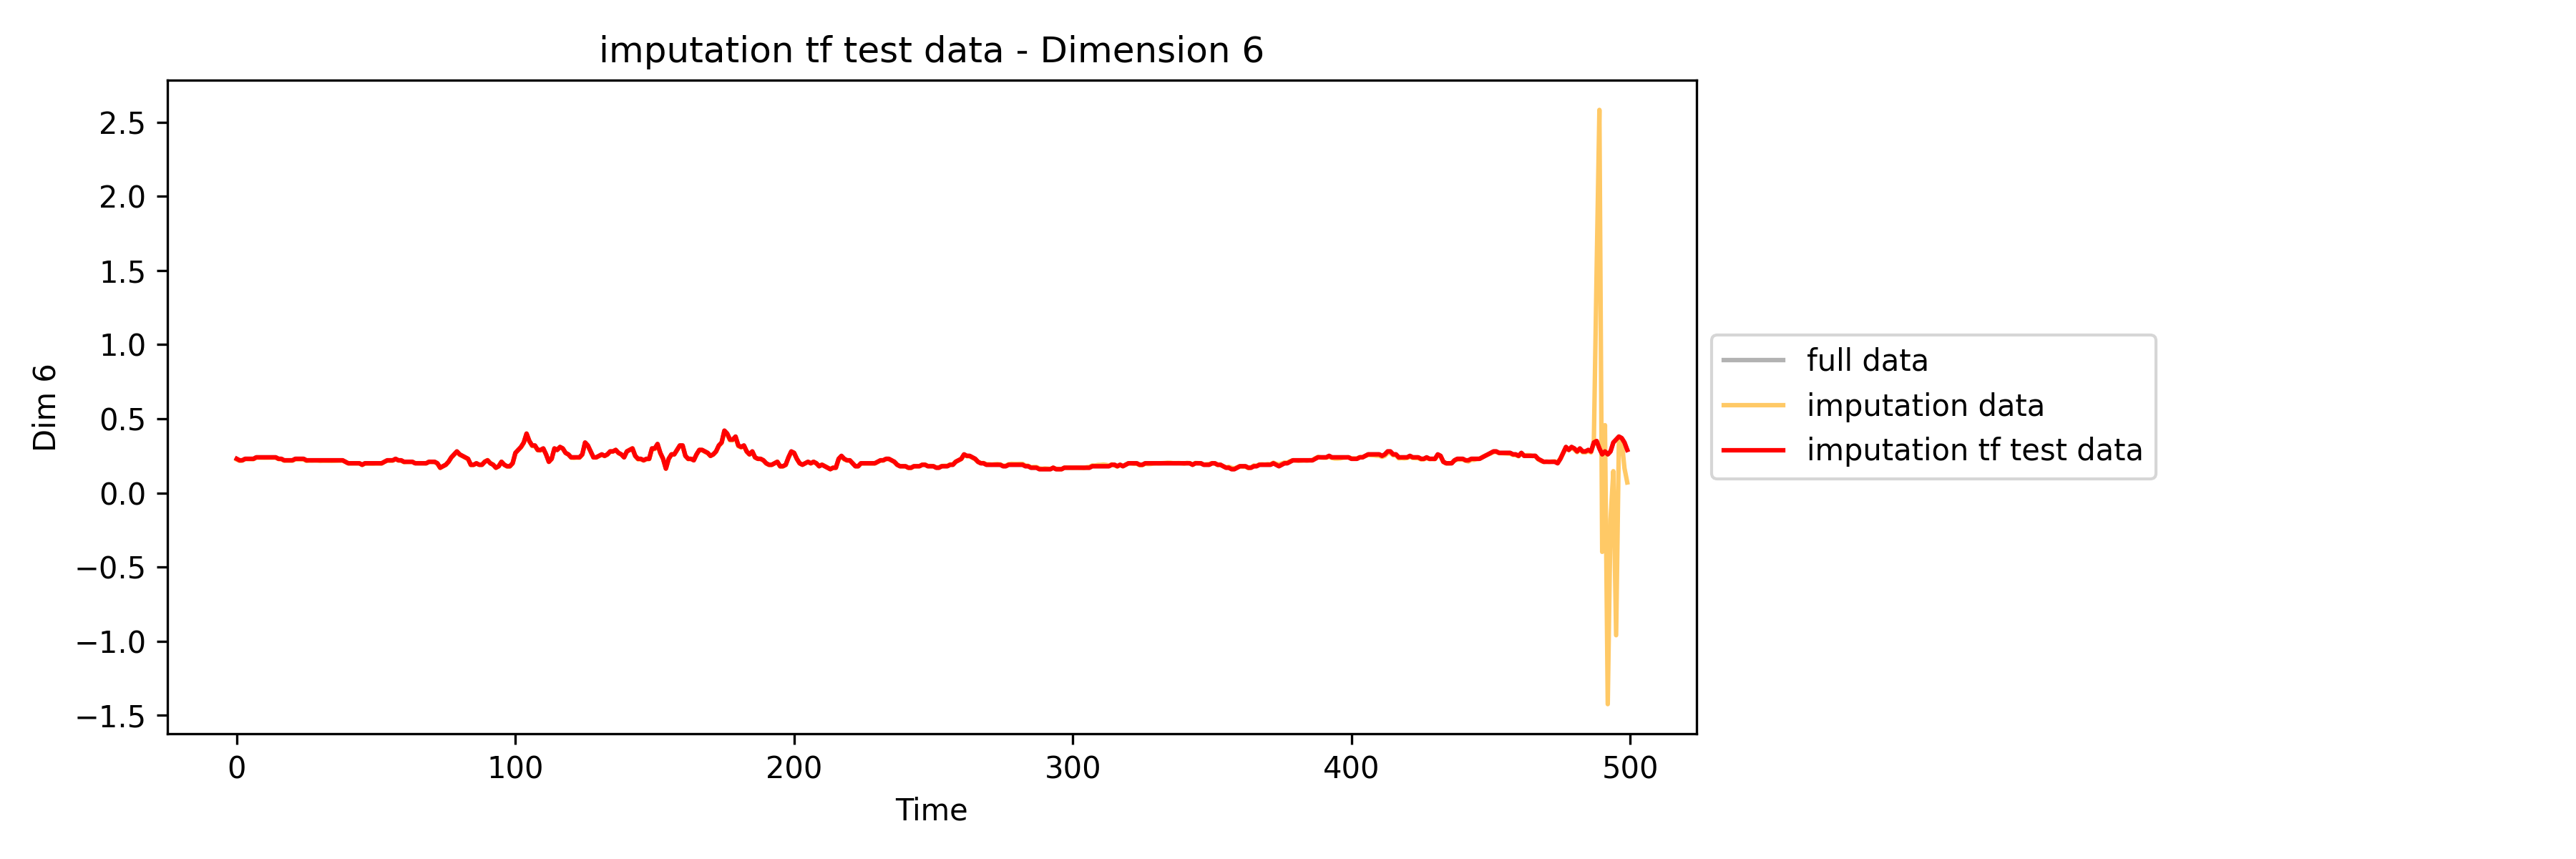 imputation tf test data - Dimension 6
2.5
2.0
1.5
1.0
0.5
0.0
−0.5
−1.0
−1.5
Dim 6
0 100 200 300 400 500
Time
full data
imputation data
imputation tf test data